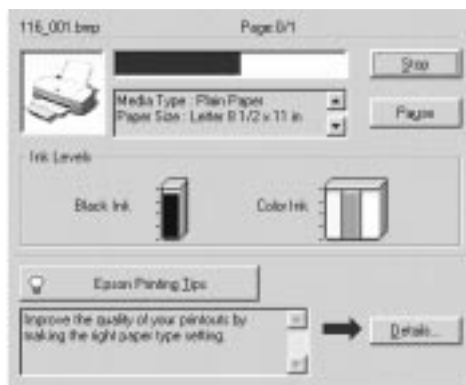 116_001.bmp Page:0/1
Stop
Media Type : Plain Paper
Paper Size : Letter 8 1/2 x 11 in
Pause
Ink Levels
Black Ink Color Ink
Epson Printing Tips
Improve the quality of your printouts by
making the right paper type setting.
Details...